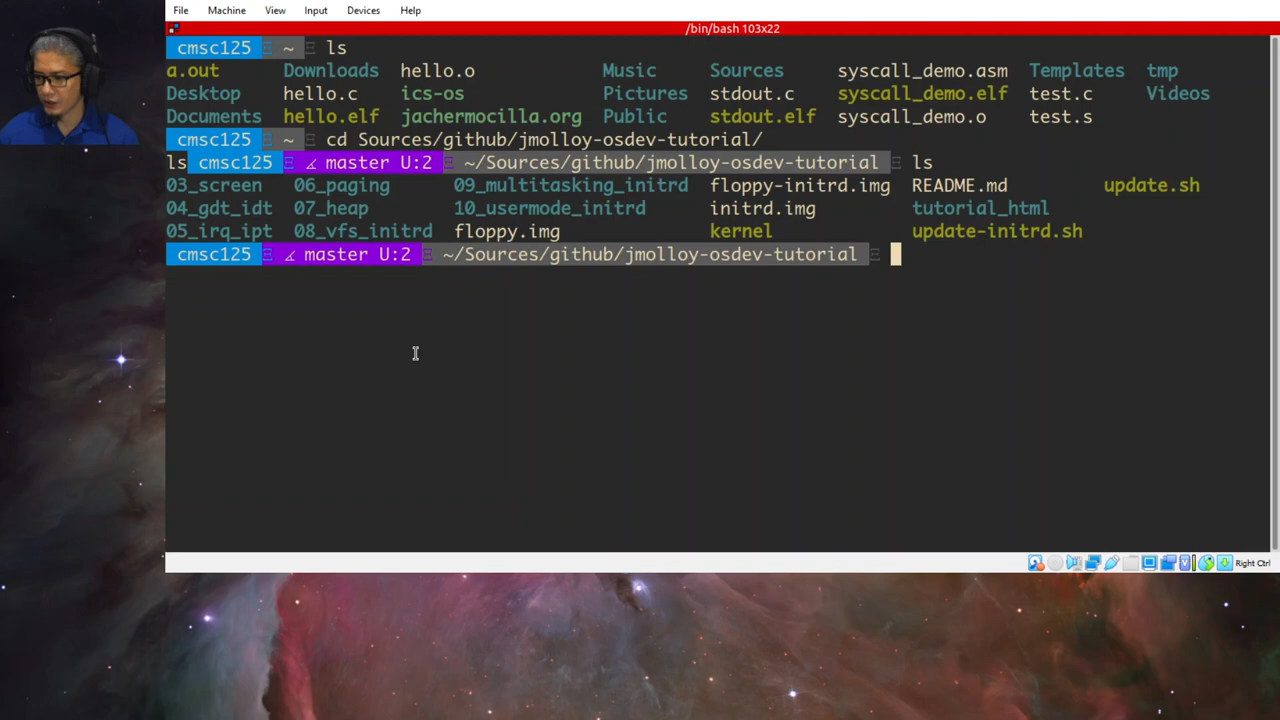 File Machine View Input Devices Help
/bin/bash 103x22
cmsc125 ~ ls
a.out Downloads hello.o Music Sources syscall_demo.asm Templates tmp
Desktop hello.c ics-os Pictures stdout.c syscall_demo.elf test.c Videos
Documents hello.elf jachermocilla.org Public stdout.elf syscall_demo.o test.s
cmsc125 ~ cd Sources/github/jmolloy-osdev-tutorial/
ls cmsc125 master U:2 ~/Sources/github/jmolloy-osdev-tutorial ls
03_screen 06_paging 09_multitasking_initrd floppy-initrd.img README.md update.sh
04_gdt_idt 07_heap 10_usermode_initrd initrd.img tutorial_html
05_irq_ipt 08_vfs_initrd floppy.img kernel update-initrd.sh
cmsc125 master U:2 ~/Sources/github/jmolloy-osdev-tutorial
Right Ctrl